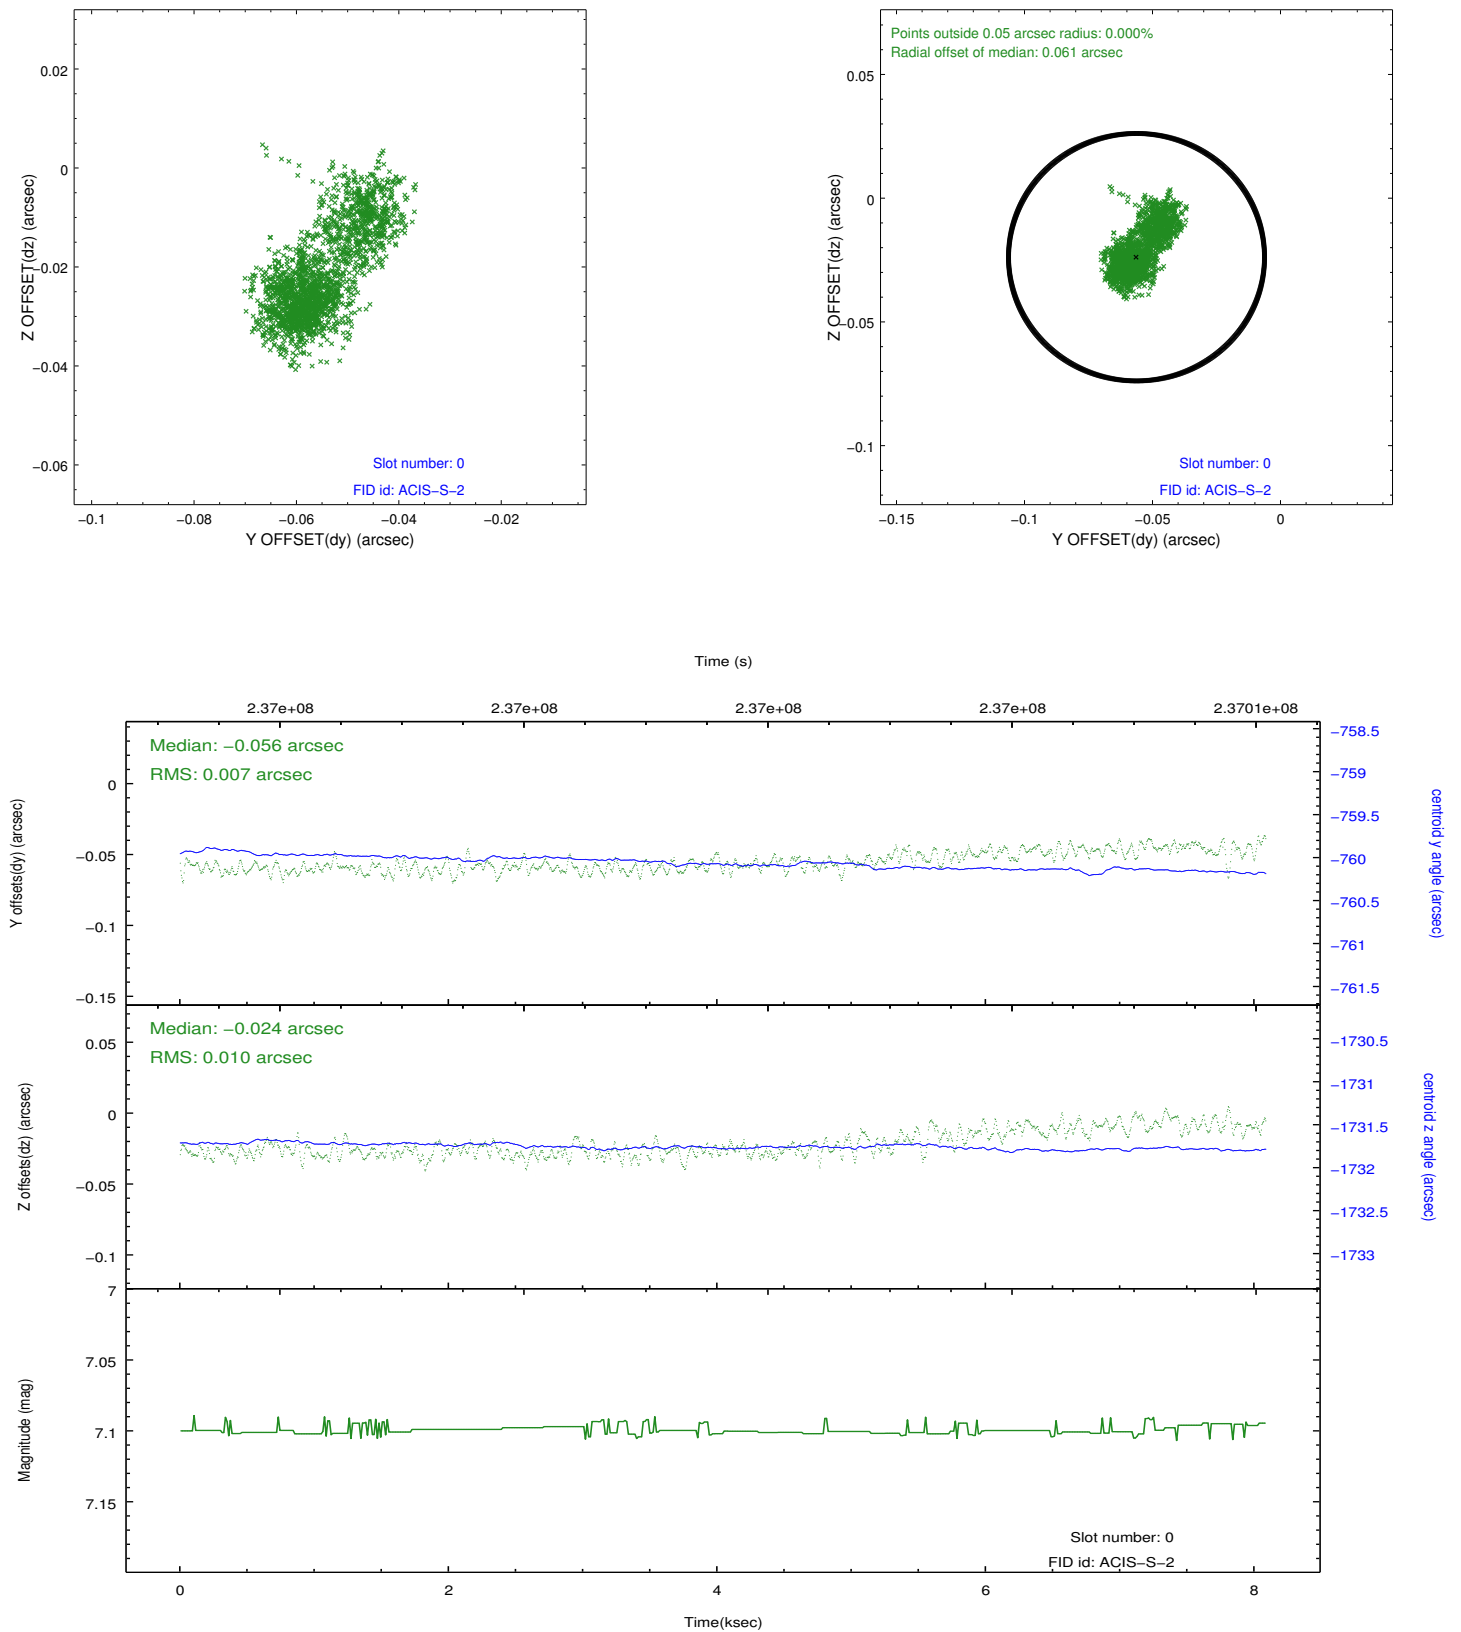 0.02
0
−0.02
−0.04
−0.06
Z OFFSET(dz) (arcsec)
Slot number: 0
FID id: ACIS−S−2
−0.1
−0.08
−0.06
−0.04
−0.02
Y OFFSET(dy) (arcsec)
Points outside 0.05 arcsec radius: 0.000%
Radial offset of median: 0.061 arcsec
0.05
0
−0.05
−0.1
Z OFFSET(dz) (arcsec)
Slot number: 0
FID id: ACIS−S−2
−0.15
−0.1
−0.05
0
Y OFFSET(dy) (arcsec)
Time (s)
2.37e+08
2.37e+08
2.37e+08
2.37e+08
2.3701e+08
Median: −0.056 arcsec
RMS: 0.007 arcsec
0
−0.05
−0.1
−0.15
Y offsets(dy) (arcsec)
−758.5
−759
−759.5
−760
−760.5
−761
−761.5
centroid y angle (arcsec)
Median: −0.024 arcsec
RMS: 0.010 arcsec
0.05
0
−0.05
−0.1
Z offsets(dz) (arcsec)
−1730.5
−1731
−1731.5
−1732
−1732.5
−1733
centroid z angle (arcsec)
7
7.05
7.1
7.15
Magnitude (mag)
Slot number: 0
FID id: ACIS−S−2
0
2
4
6
8
Time(ksec)